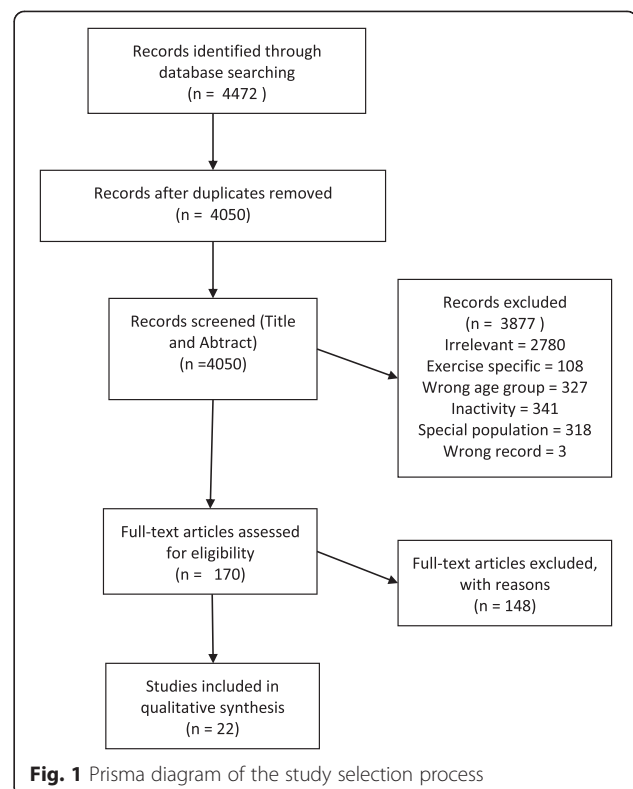 Records identified through
database searching
(n = 4472 )
Records after duplicates removed
(n = 4050)
Records screened (Title
and Abtract)
(n =4050)
Records excluded
(n = 3877 )
Irrelevant = 2780
Exercise specific = 108
Wrong age group = 327
Inactivity = 341
Special population = 318
Wrong record = 3
Full-text articles assessed
for eligibility
(n = 170)
Full-text articles excluded,
with reasons
(n = 148)
Studies included in
qualitative synthesis
(n = 22)
Fig. 1 Prisma diagram of the study selection process